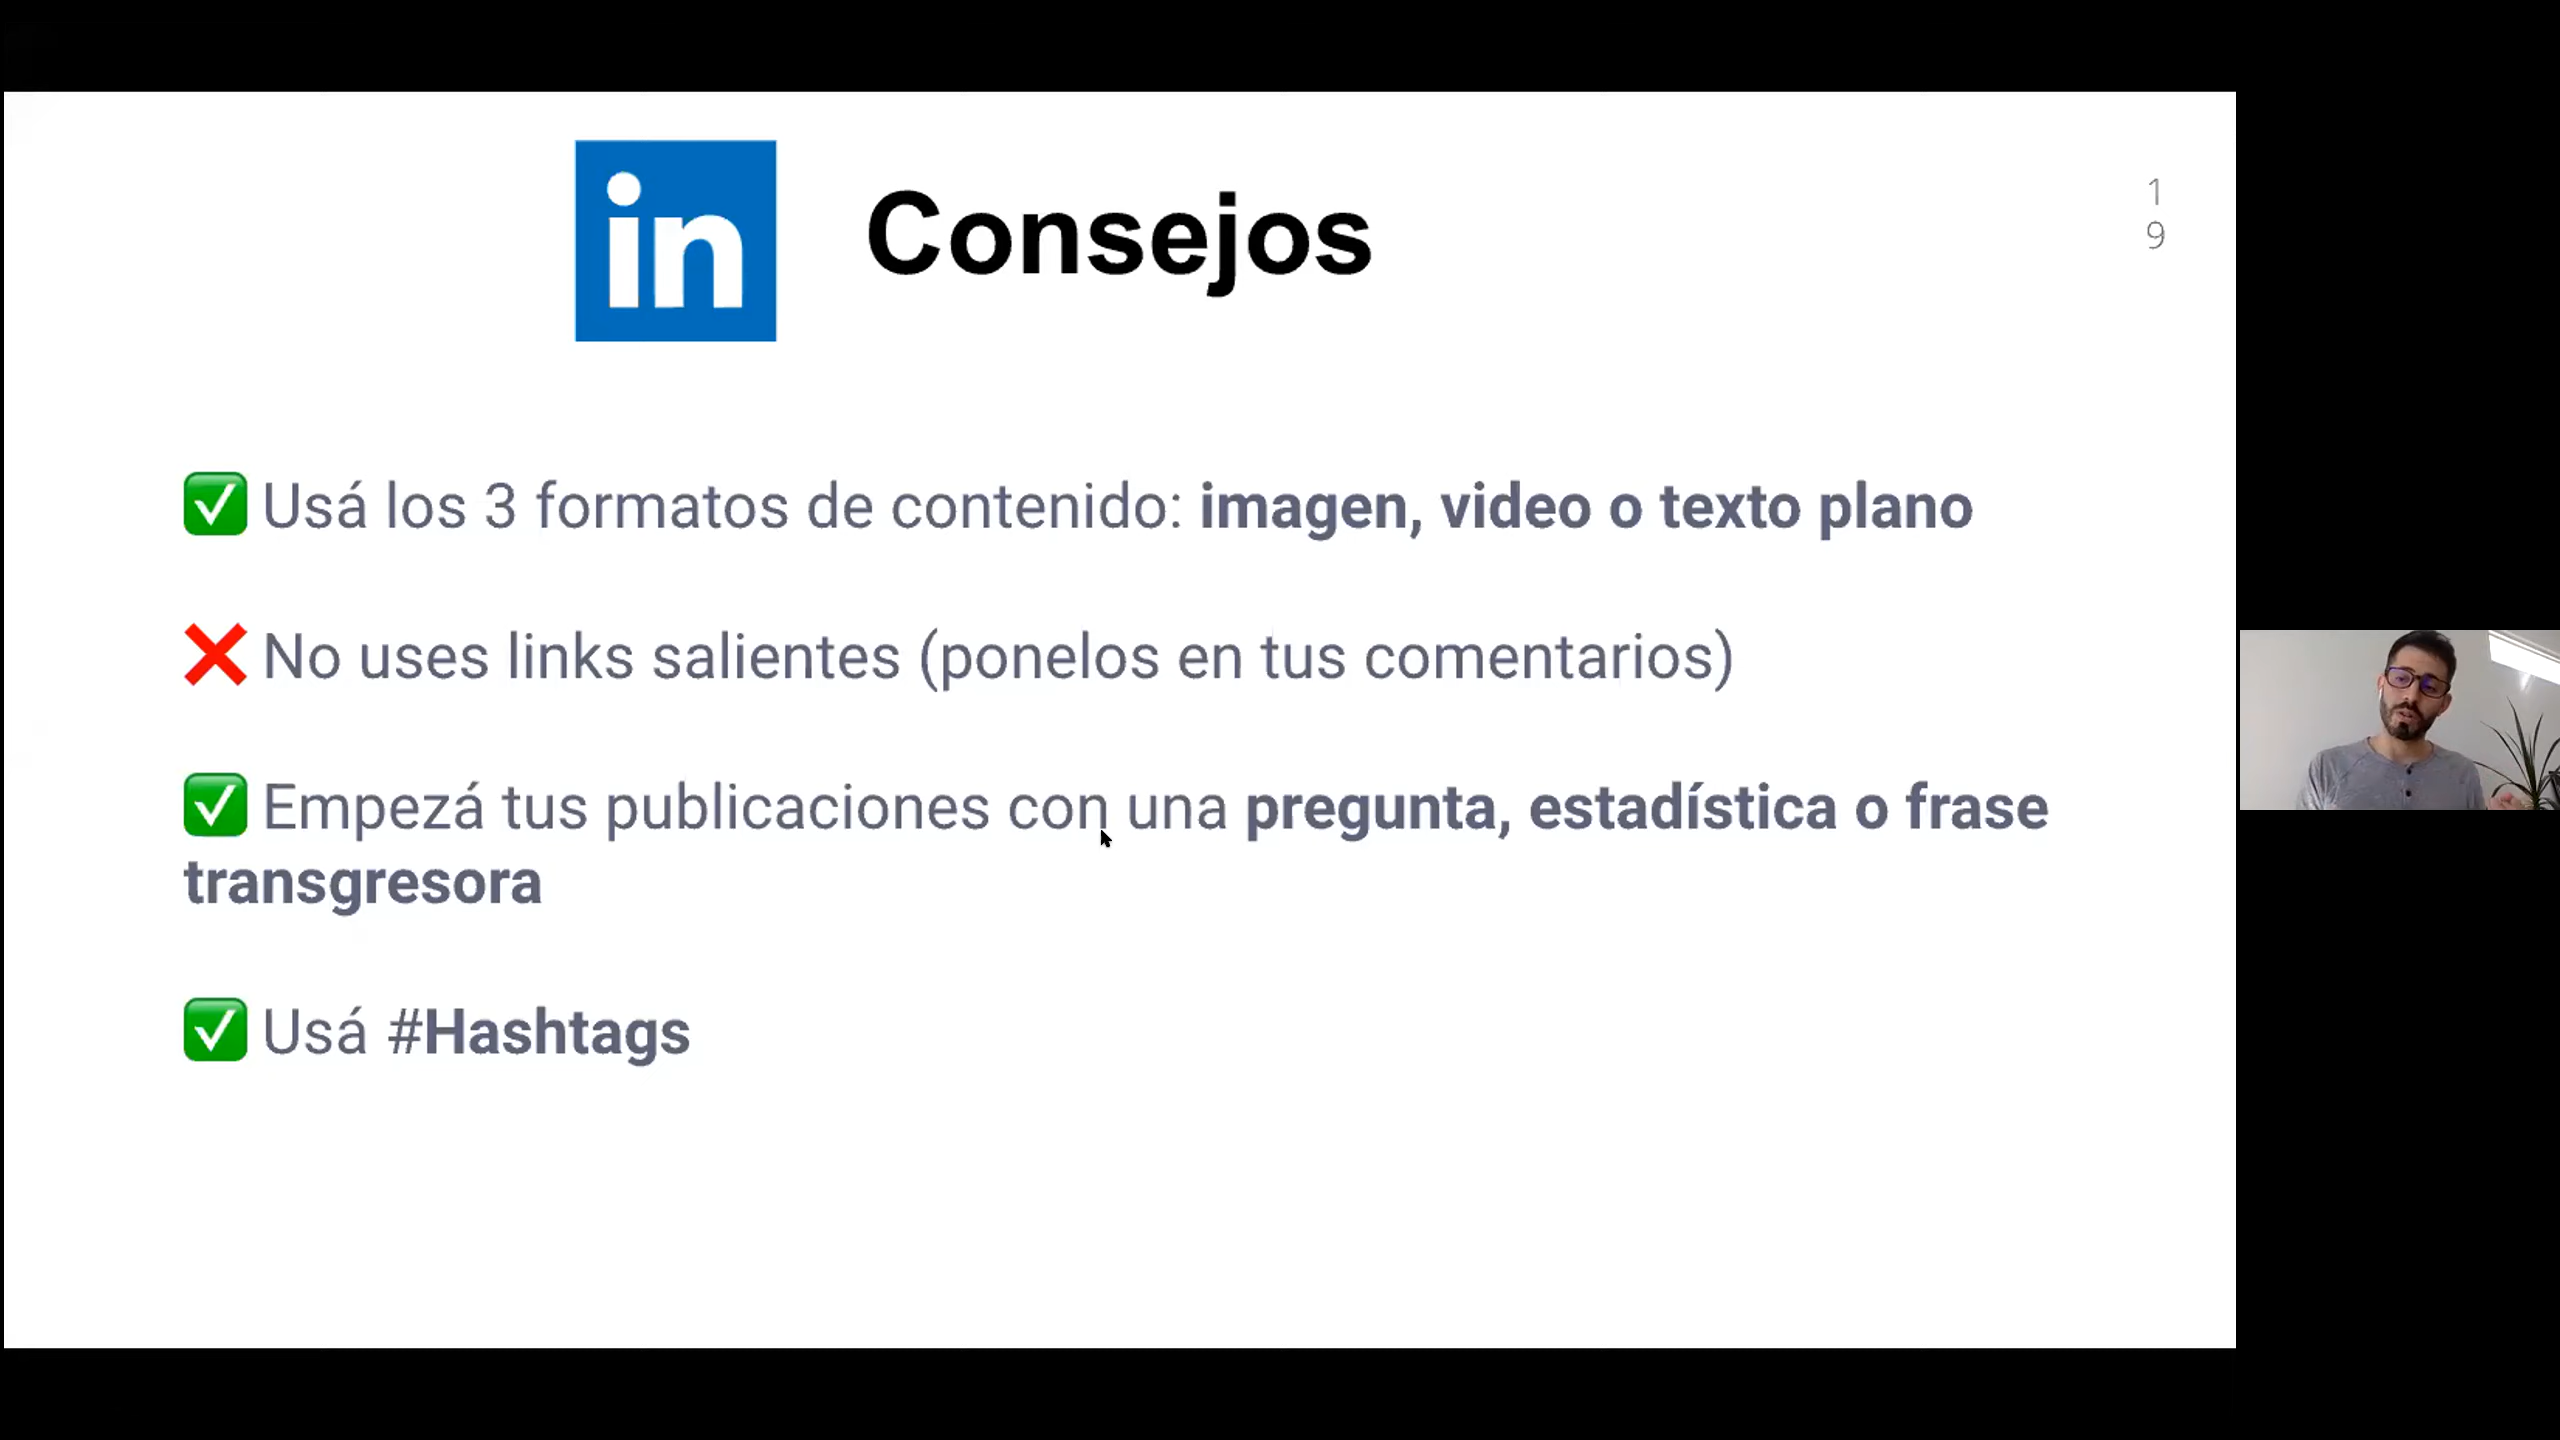 in Consejos
1
9
✅ Usá los 3 formatos de contenido: imagen, video o texto plano
❌ No uses links salientes (ponelos en tus comentarios)
✅ Empezá tus publicaciones con una pregunta, estadística o frase
transgresora
✅ Usá #Hashtags